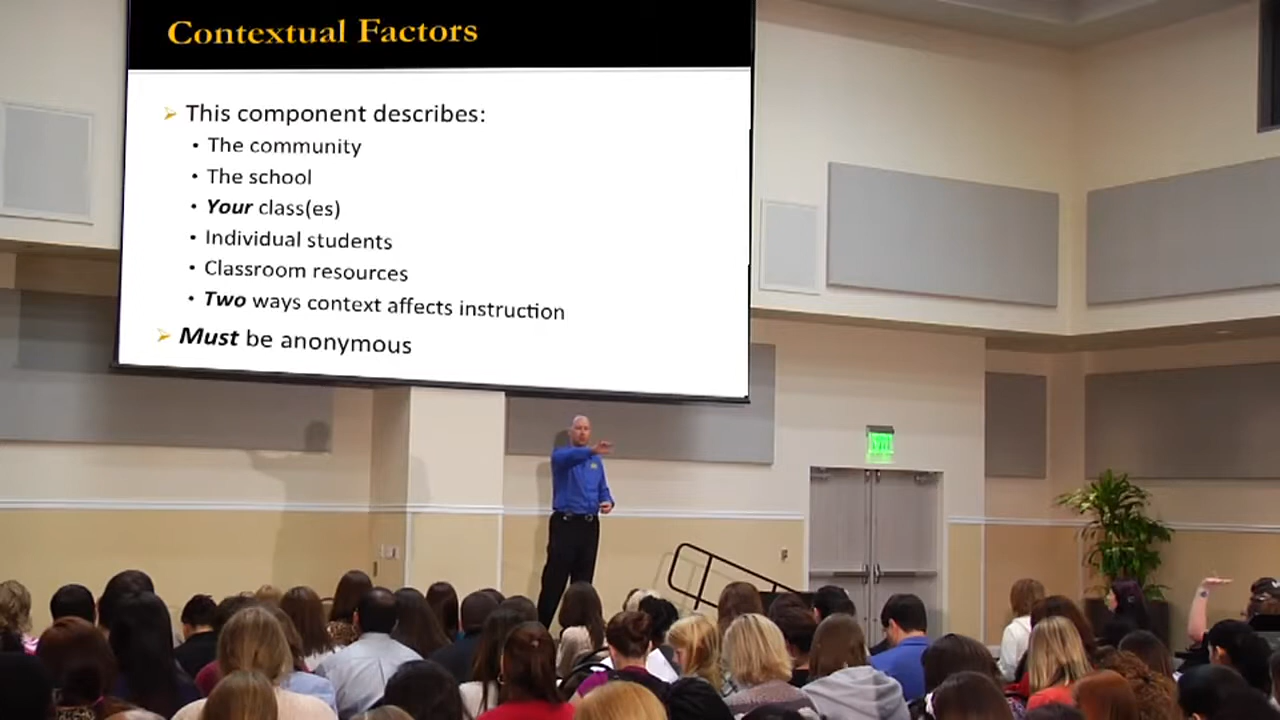 Contextual Factors
This component describes:
• The community
• The school
• Your class(es)
• Individual students
• Classroom resources
• Two ways context affects instruction
Must be anonymous
EXIT